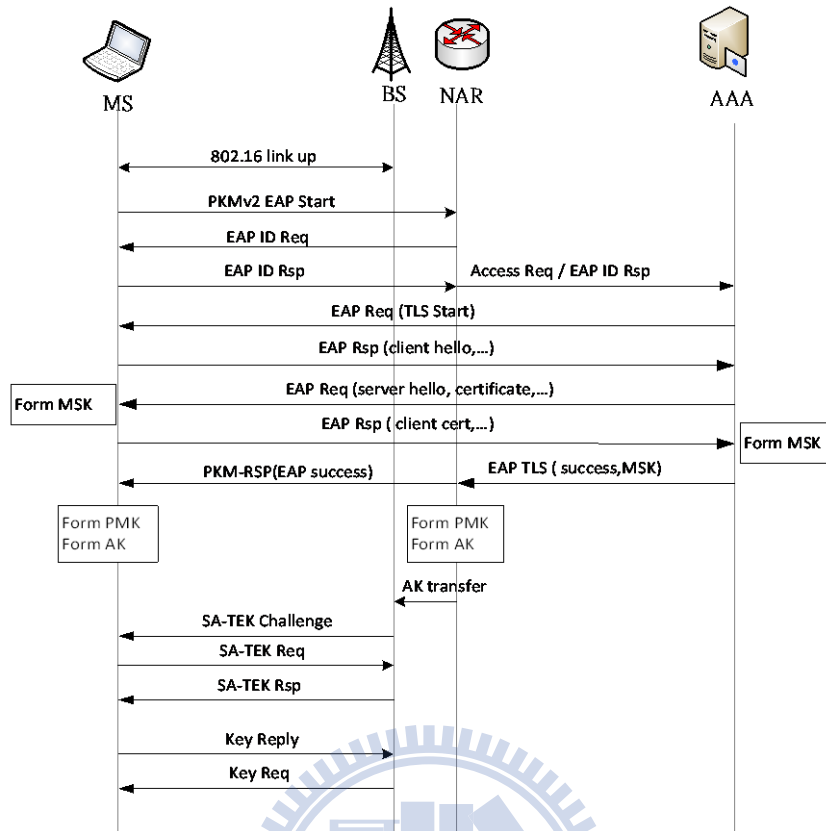 MS
BS
NAR
AAA
802.16 link up
PKMv2 EAP Start
EAP ID Req
EAP ID Rsp
Access Req / EAP ID Rsp
EAP Req (TLS Start)
EAP Rsp (client hello,...)
EAP Req (server hello, certificate,...)
Form MSK
EAP Rsp ( client cert,...)
Form MSK
PKM-RSP(EAP success)
EAP TLS ( success,MSK)
Form PMK
Form AK
Form PMK
Form AK
AK transfer
SA-TEK Challenge
SA-TEK Req
SA-TEK Rsp
Key Reply
Key Req